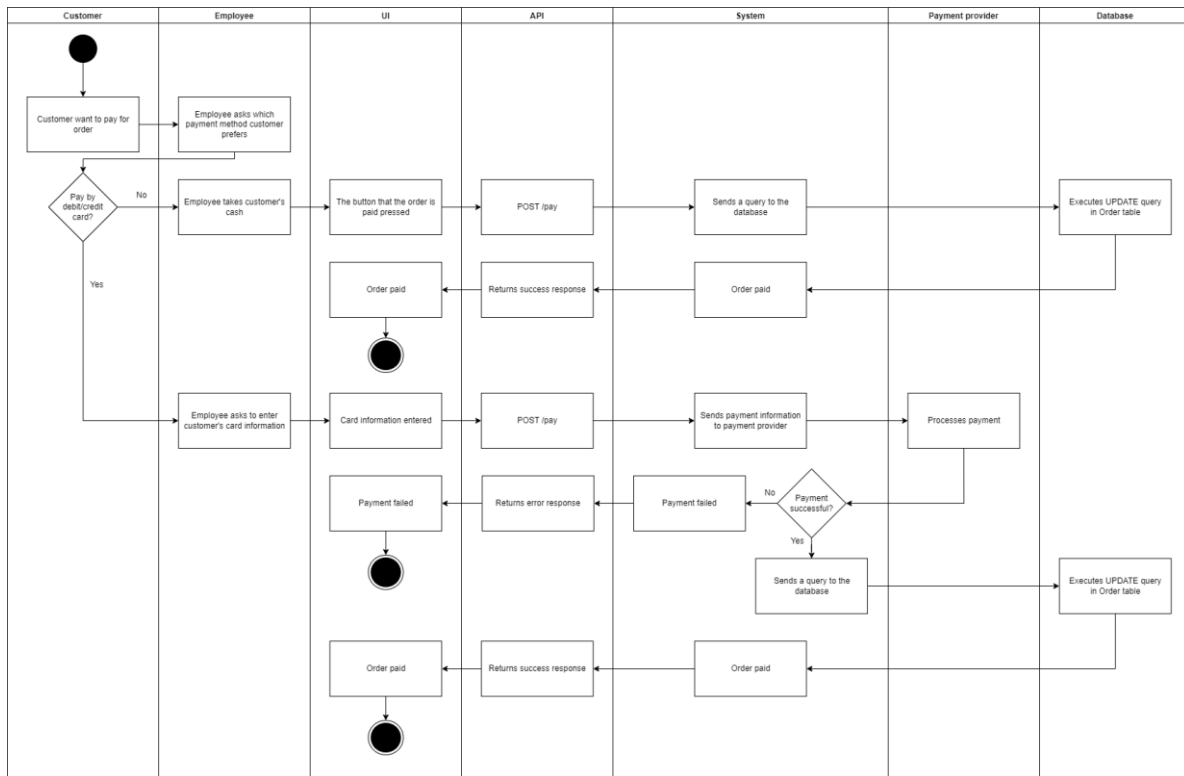 Customer
Employee
UI
API
System
Payment provider
Database
Customer want to pay for
order
Employee asks which
payment method customer
prefers
Pay by
debit/credit
card?
No
Employee takes customer's
cash
The button that the order is
paid pressed
POST /pay
Sends a query to the
database
Executes UPDATE query
in Order table
Yes
Order paid
Returns success response
Order paid
Employee asks to enter
customer's card information
Card information entered
POST /pay
Sends payment information
to payment provider
Processes payment
Payment failed
Returns error response
Payment failed
No
Payment
successful?
Yes
Sends a query to the
database
Executes UPDATE query
in Order table
Order paid
Returns success response
Order paid